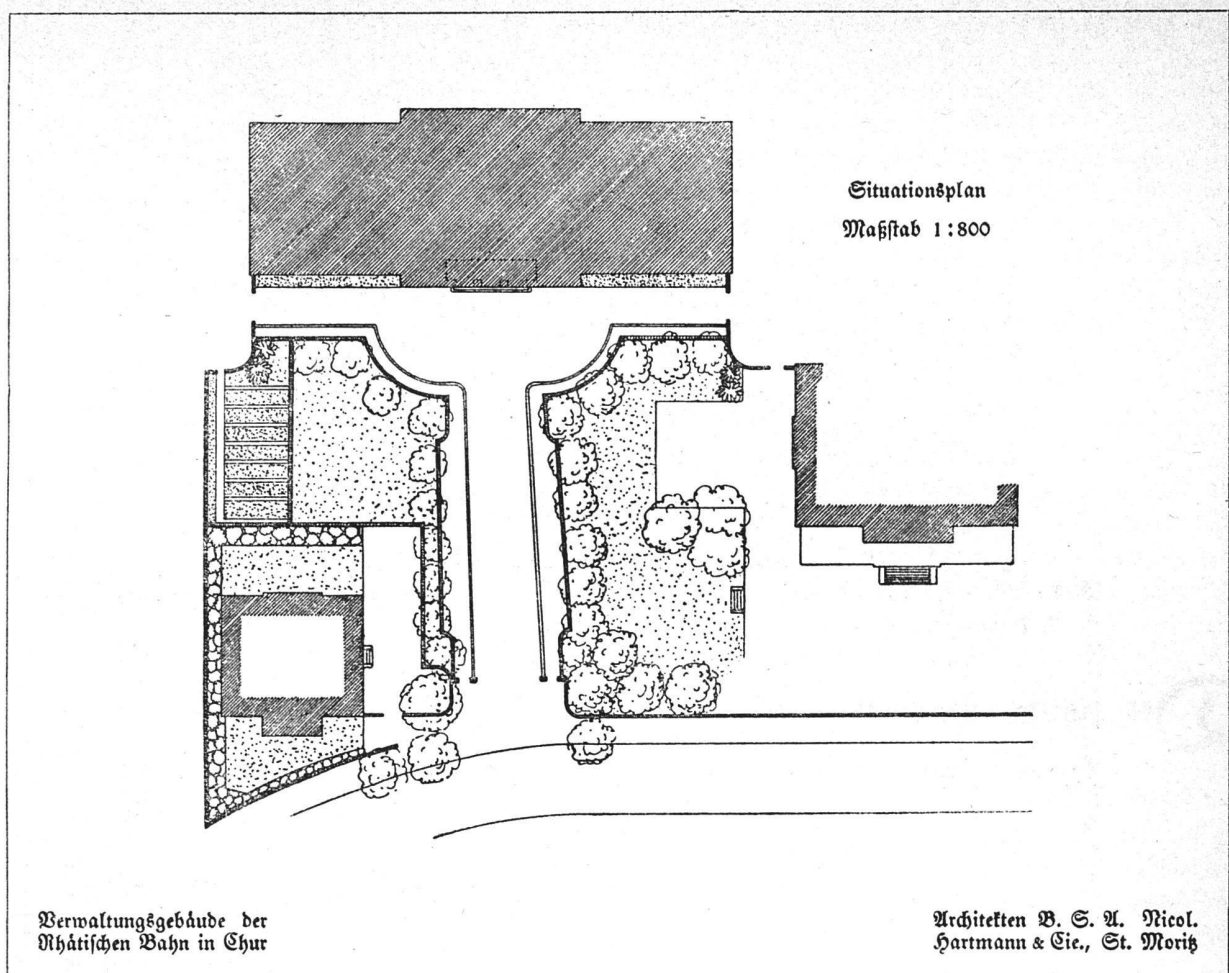 Situationsplan
Maßstab 1:800
Verwaltungsgebäude der
Rhätischen Bahn in Chur
Architekten B. S. A. Nicol.
Hartmann & Cie., St. Moritz